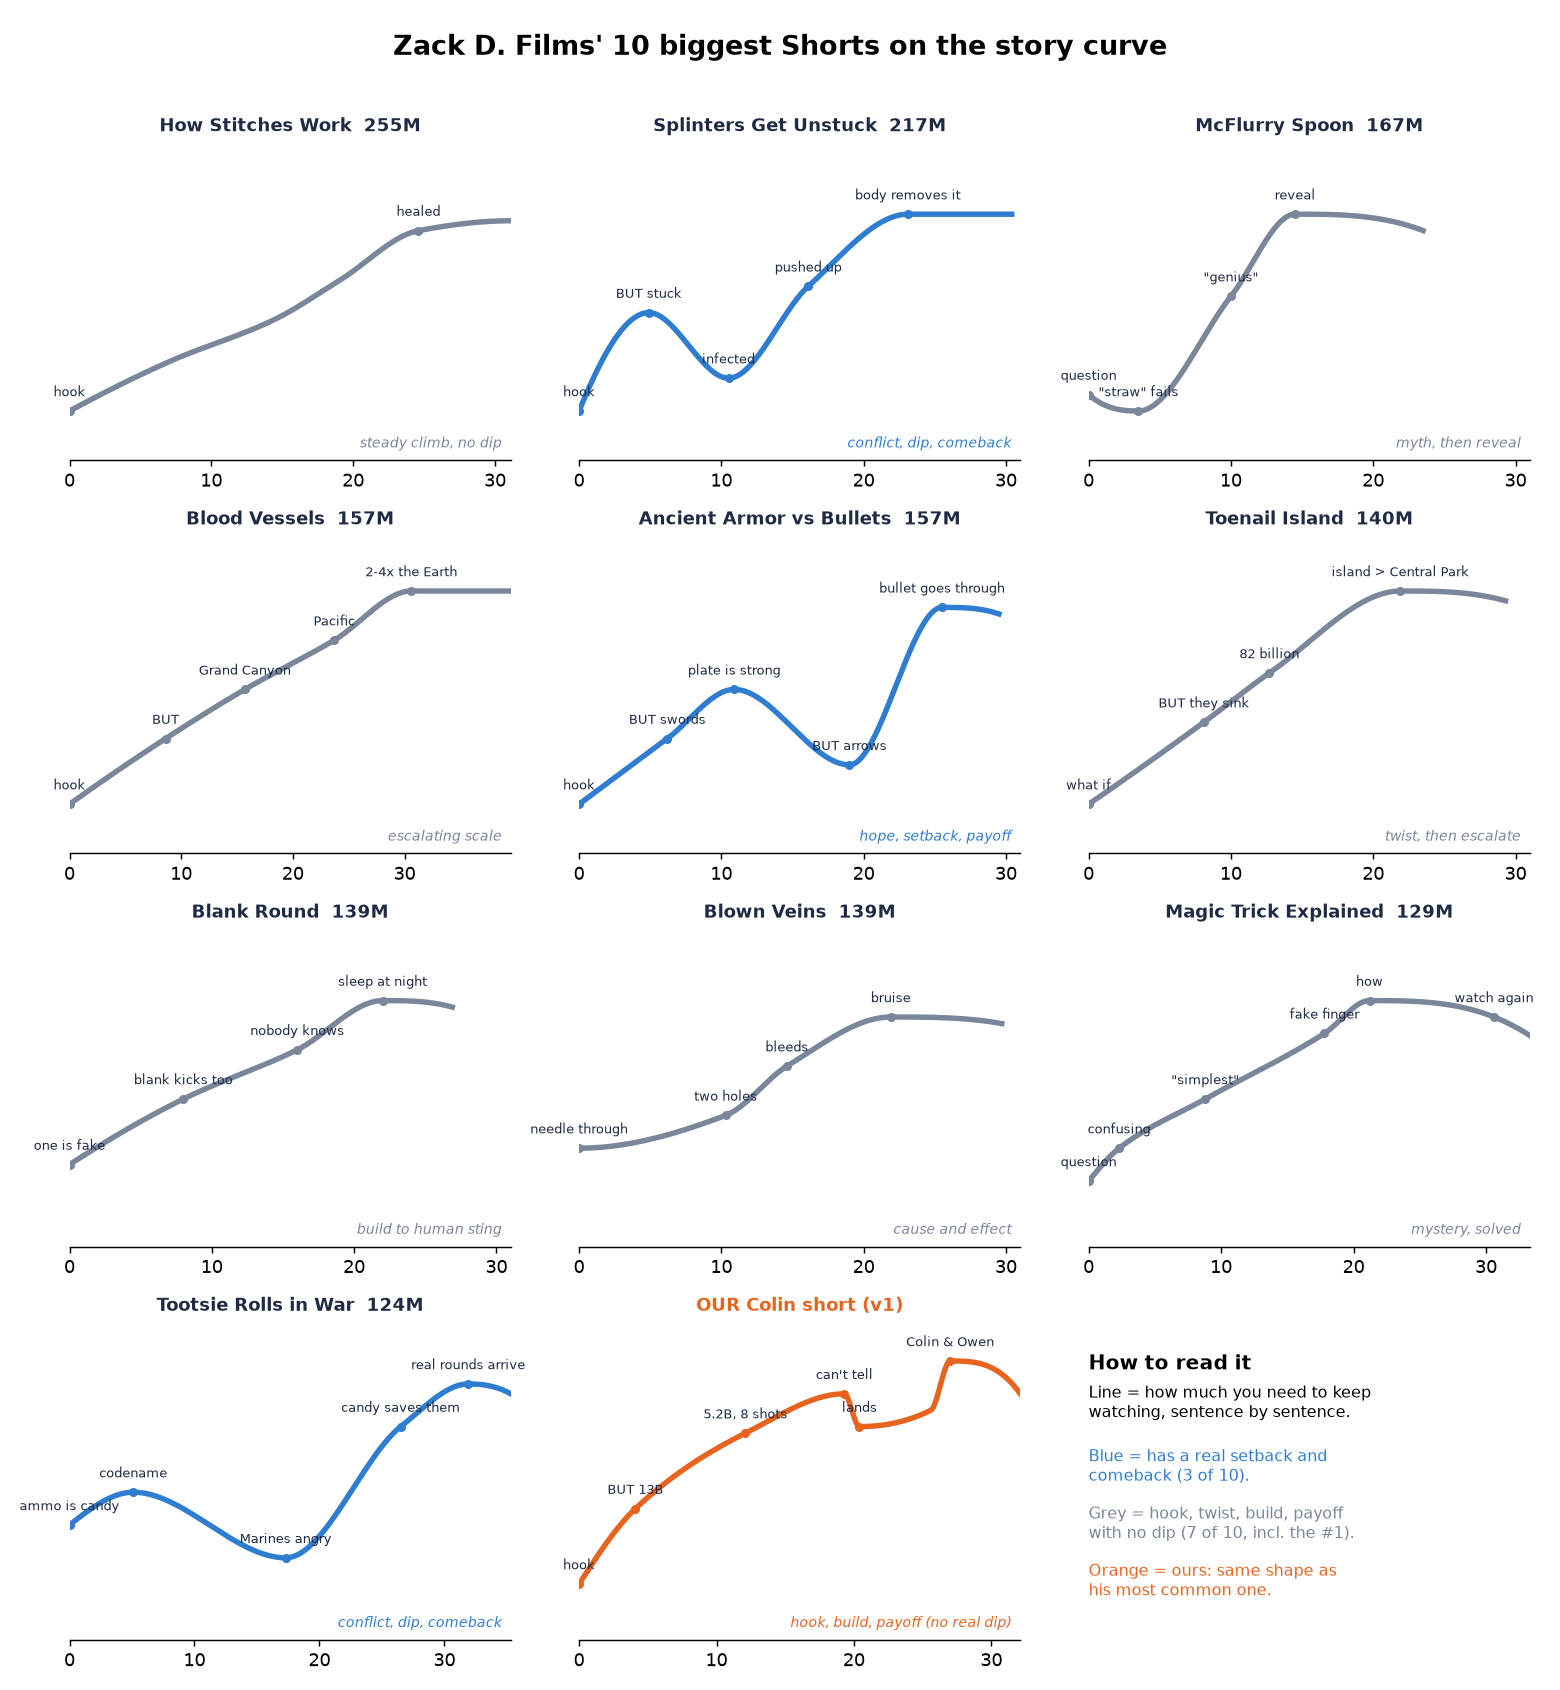 Zack D. Films' 10 biggest Shorts on the story curve
How Stitches Work  255M
healed
hook
steady climb, no dip
0 10 20 30
Splinters Get Unstuck  217M
body removes it
pushed up
BUT stuck
infected
hook
conflict, dip, comeback
0 10 20 30
McFlurry Spoon  167M
reveal
"genius"
question
"straw" fails
myth, then reveal
0 10 20 30
Blood Vessels  157M
2-4x the Earth
Pacific
Grand Canyon
BUT
hook
escalating scale
0 10 20 30
Ancient Armor vs Bullets  157M
bullet goes through
plate is strong
BUT swords
BUT arrows
hook
hope, setback, payoff
0 10 20 30
Toenail Island  140M
island > Central Park
82 billion
BUT they sink
what if
twist, then escalate
0 10 20 30
Blank Round  139M
sleep at night
nobody knows
blank kicks too
one is fake
build to human sting
0 10 20 30
Blown Veins  139M
bruise
bleeds
two holes
needle through
cause and effect
0 10 20 30
Magic Trick Explained  129M
how
watch again
fake finger
"simplest"
confusing
question
mystery, solved
0 10 20 30
Tootsie Rolls in War  124M
real rounds arrive
candy saves them
codename
ammo is candy
Marines angry
conflict, dip, comeback
0 10 20 30
OUR Colin short (v1)
Colin & Owen
can't tell
lands
5.2B, 8 shots
BUT 13B
hook
hook, build, payoff (no real dip)
0 10 20 30
How to read it
Line = how much you need to keep
watching, sentence by sentence.
Blue = has a real setback and
comeback (3 of 10).
Grey = hook, twist, build, payoff
with no dip (7 of 10, incl. the #1).
Orange = ours: same shape as
his most common one.